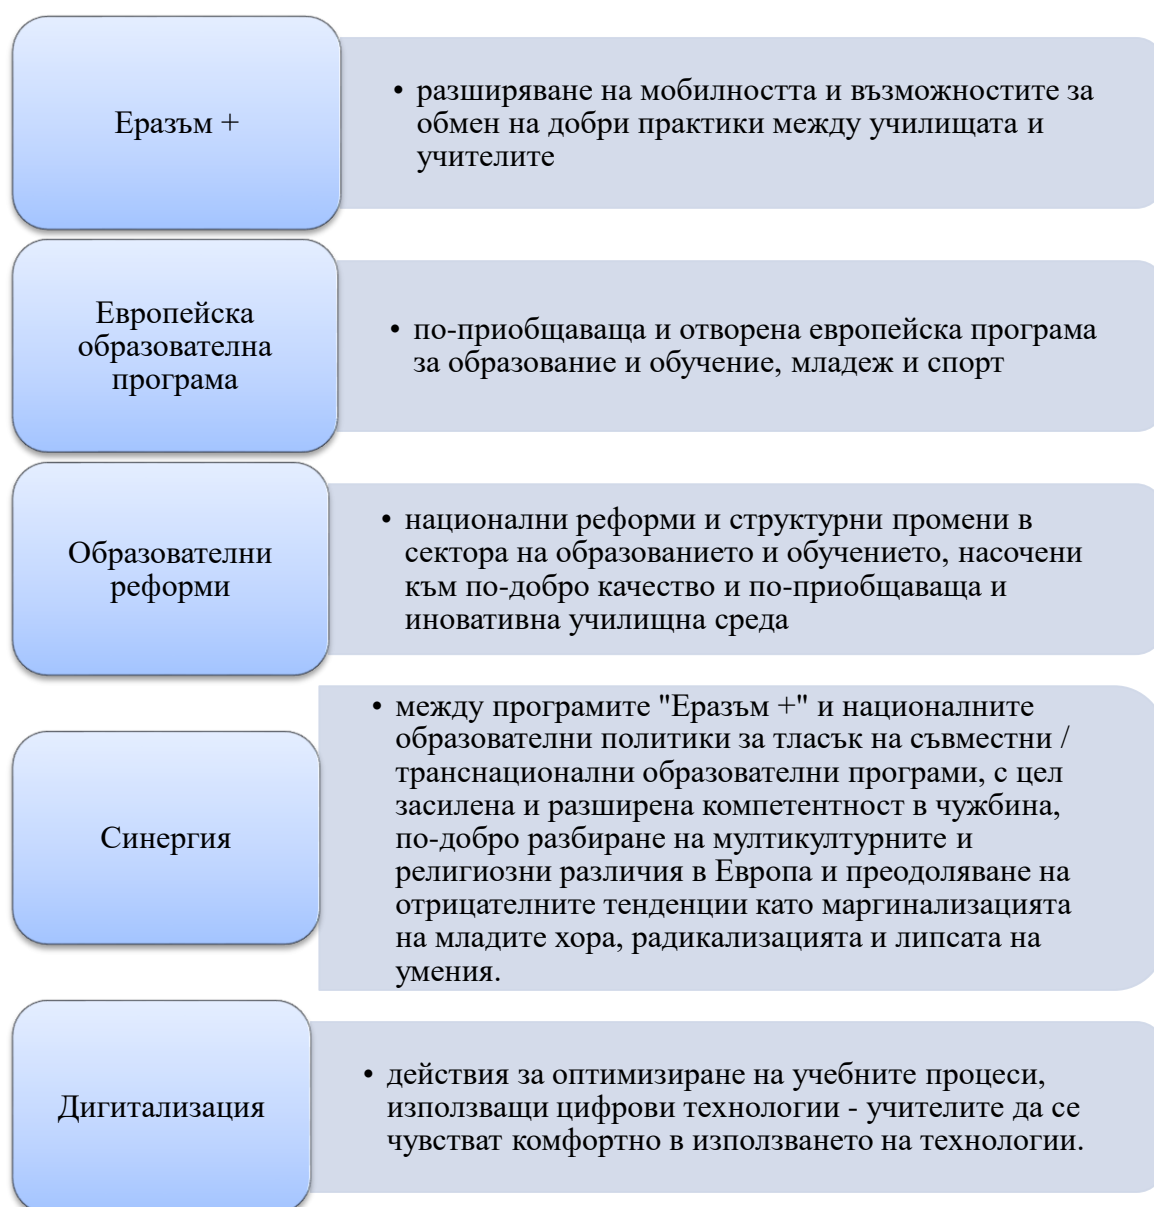 Еразъм +
• разширяване на мобилността и възможностите за
обмен на добри практики между училищата и
учителите
Европейска
образователна
програма
• по-приобщаваща и отворена европейска програма
за образование и обучение, младеж и спорт
Образователни
реформи
• национални реформи и структурни промени в
сектора на образованието и обучението, насочени
към по-добро качество и по-приобщаваща и
иновативна училищна среда
Синергия
• между програмите "Еразъм +" и националните
образователни политики за тласък на съвместни /
транснационални образователни програми, с цел
засилена и разширена компетентност в чужбина,
по-добро разбиране на мултикултурните и
религиозни различия в Европа и преодоляване на
отрицателните тенденции като маргинализацията
на младите хора, радикализацията и липсата на
умения.
Дигитализация
• действия за оптимизиране на учебните процеси,
използващи цифрови технологии - учителите да се
чувстват комфортно в използването на технологии.